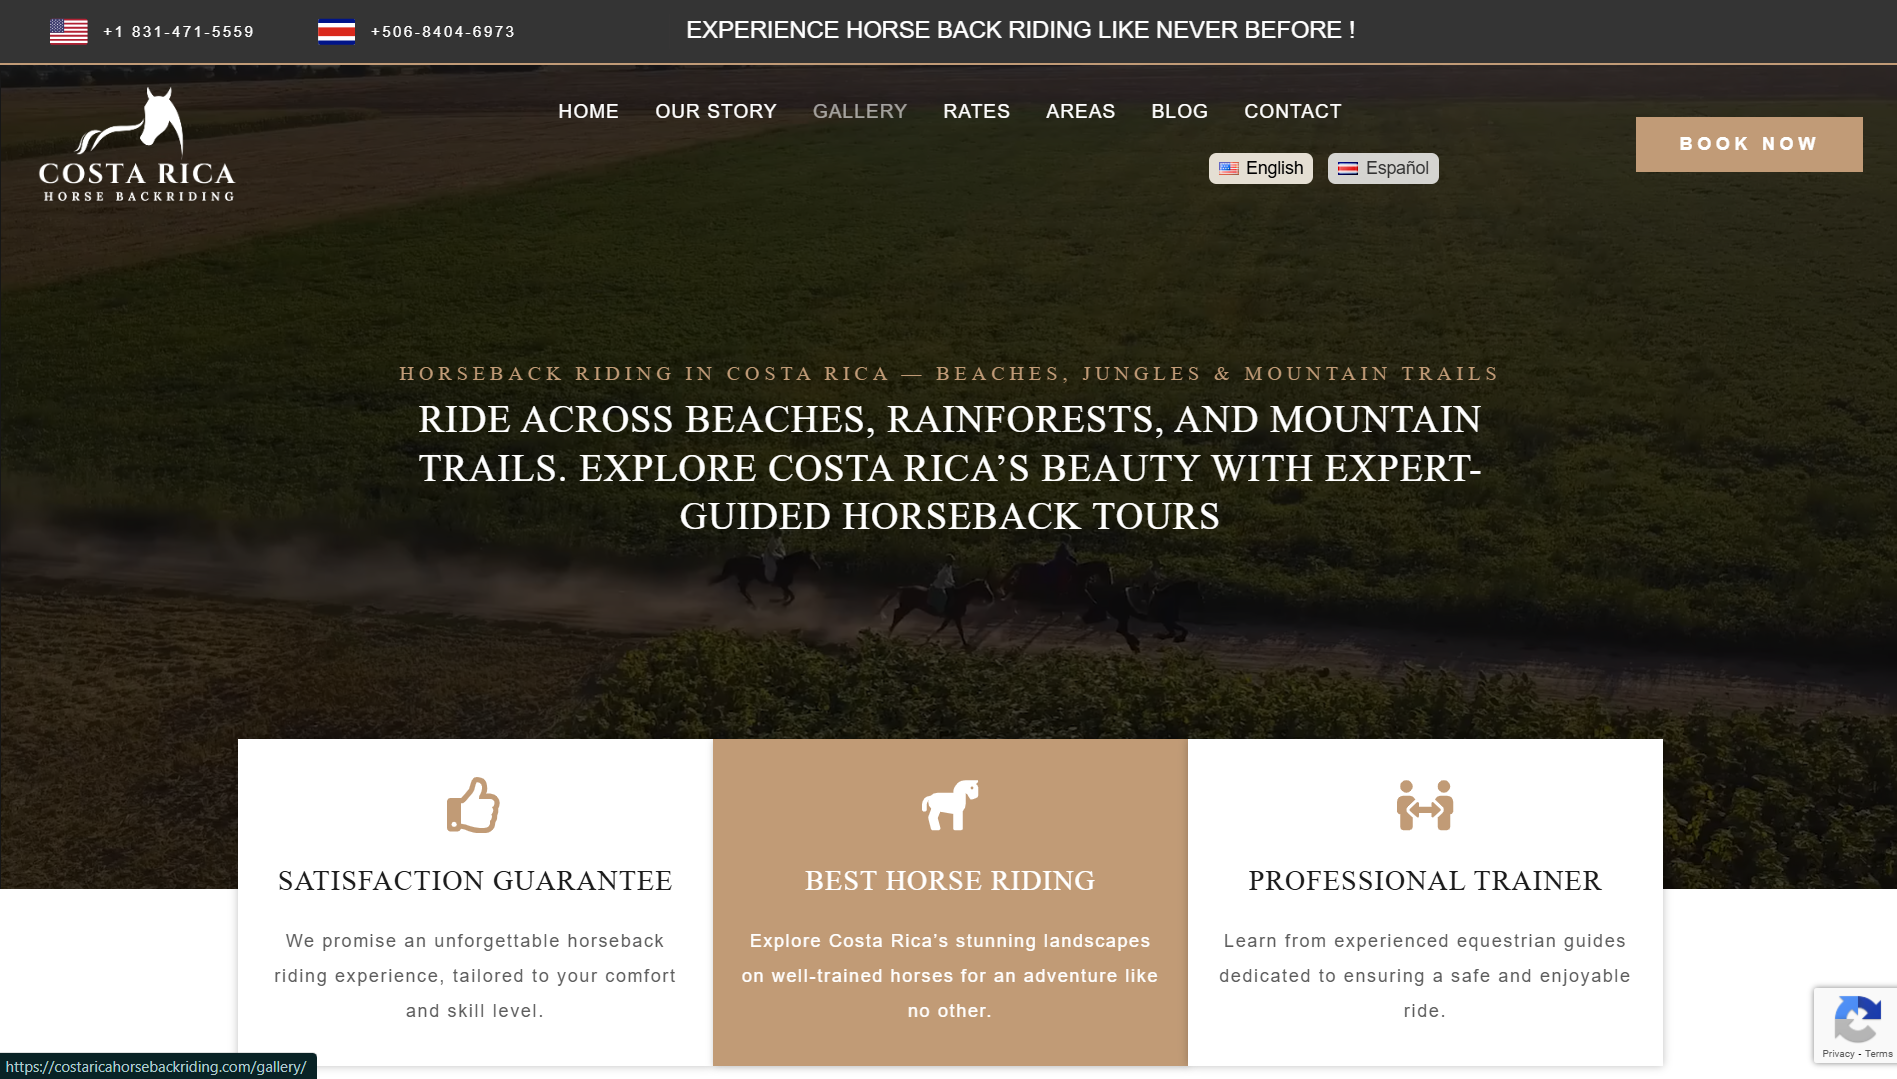 +1 831-471-5559
+506-8404-6973
EXPERIENCE HORSE BACK RIDING LIKE NEVER BEFORE !
COSTA RICA
HORSE BACKRIDING
HOME
OUR STORY
GALLERY
RATES
AREAS
BLOG
CONTACT
English
Español
BOOK NOW
HORSEBACK RIDING IN COSTA RICA — BEACHES, JUNGLES & MOUNTAIN TRAILS
RIDE ACROSS BEACHES, RAINFORESTS, AND MOUNTAIN
TRAILS. EXPLORE COSTA RICA’S BEAUTY WITH EXPERT-
GUIDED HORSEBACK TOURS
SATISFACTION GUARANTEE
We promise an unforgettable horseback
riding experience, tailored to your comfort
and skill level.
BEST HORSE RIDING
Explore Costa Rica’s stunning landscapes
on well-trained horses for an adventure like
no other.
PROFESSIONAL TRAINER
Learn from experienced equestrian guides
dedicated to ensuring a safe and enjoyable
ride.
Privacy - Terms
https://costaricahorsebackriding.com/gallery/